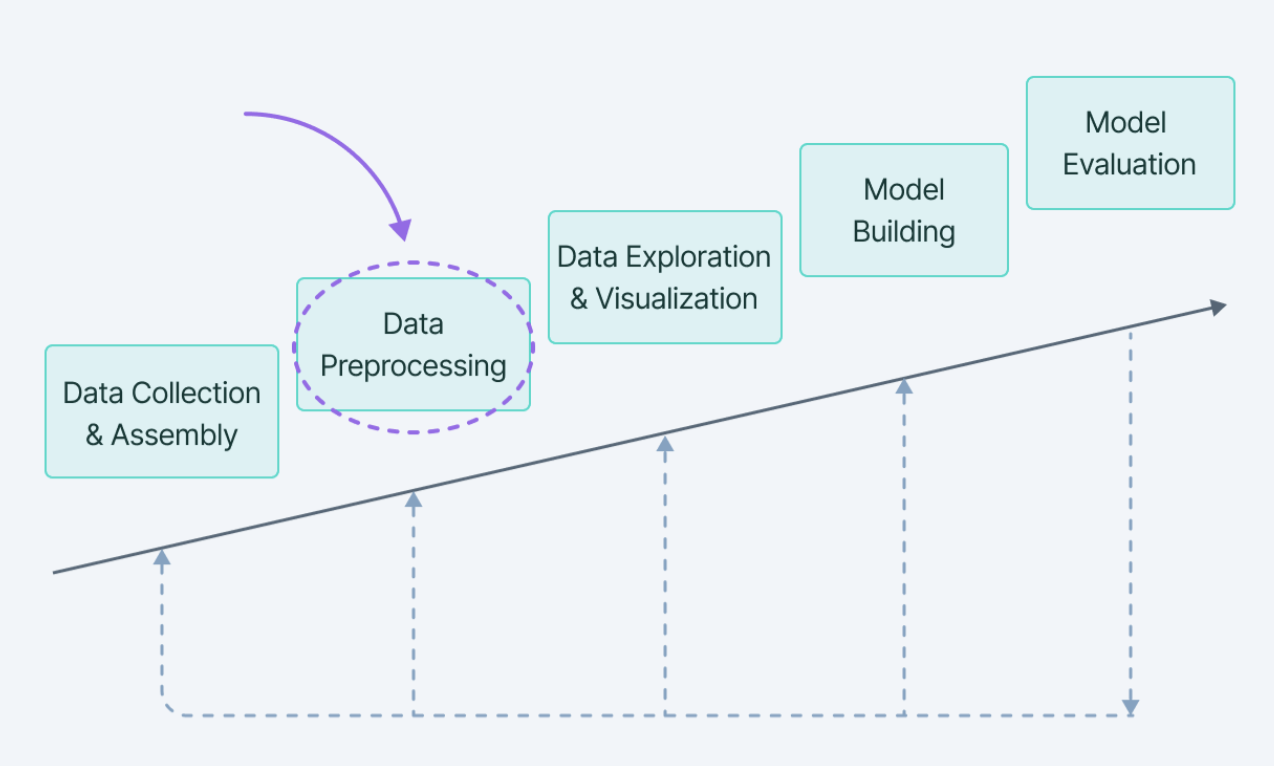 Data Collection
& Assembly
Data
Preprocessing
Data Exploration
& Visualization
Model
Building
Model
Evaluation